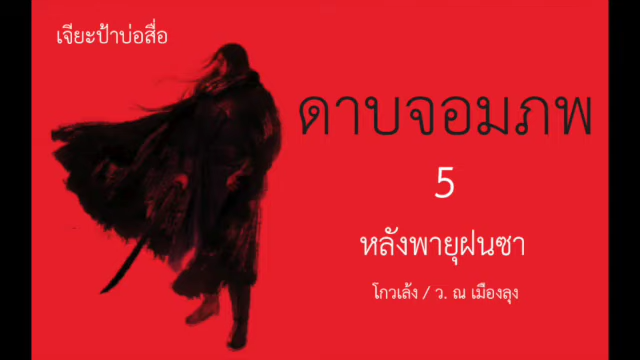 เจี๊ยะป้าบ่อสื่อ
ดาบจอมภพ
5
หลังพายุฝนซา
โกวเล้ง / ว. ณ เมืองลุง